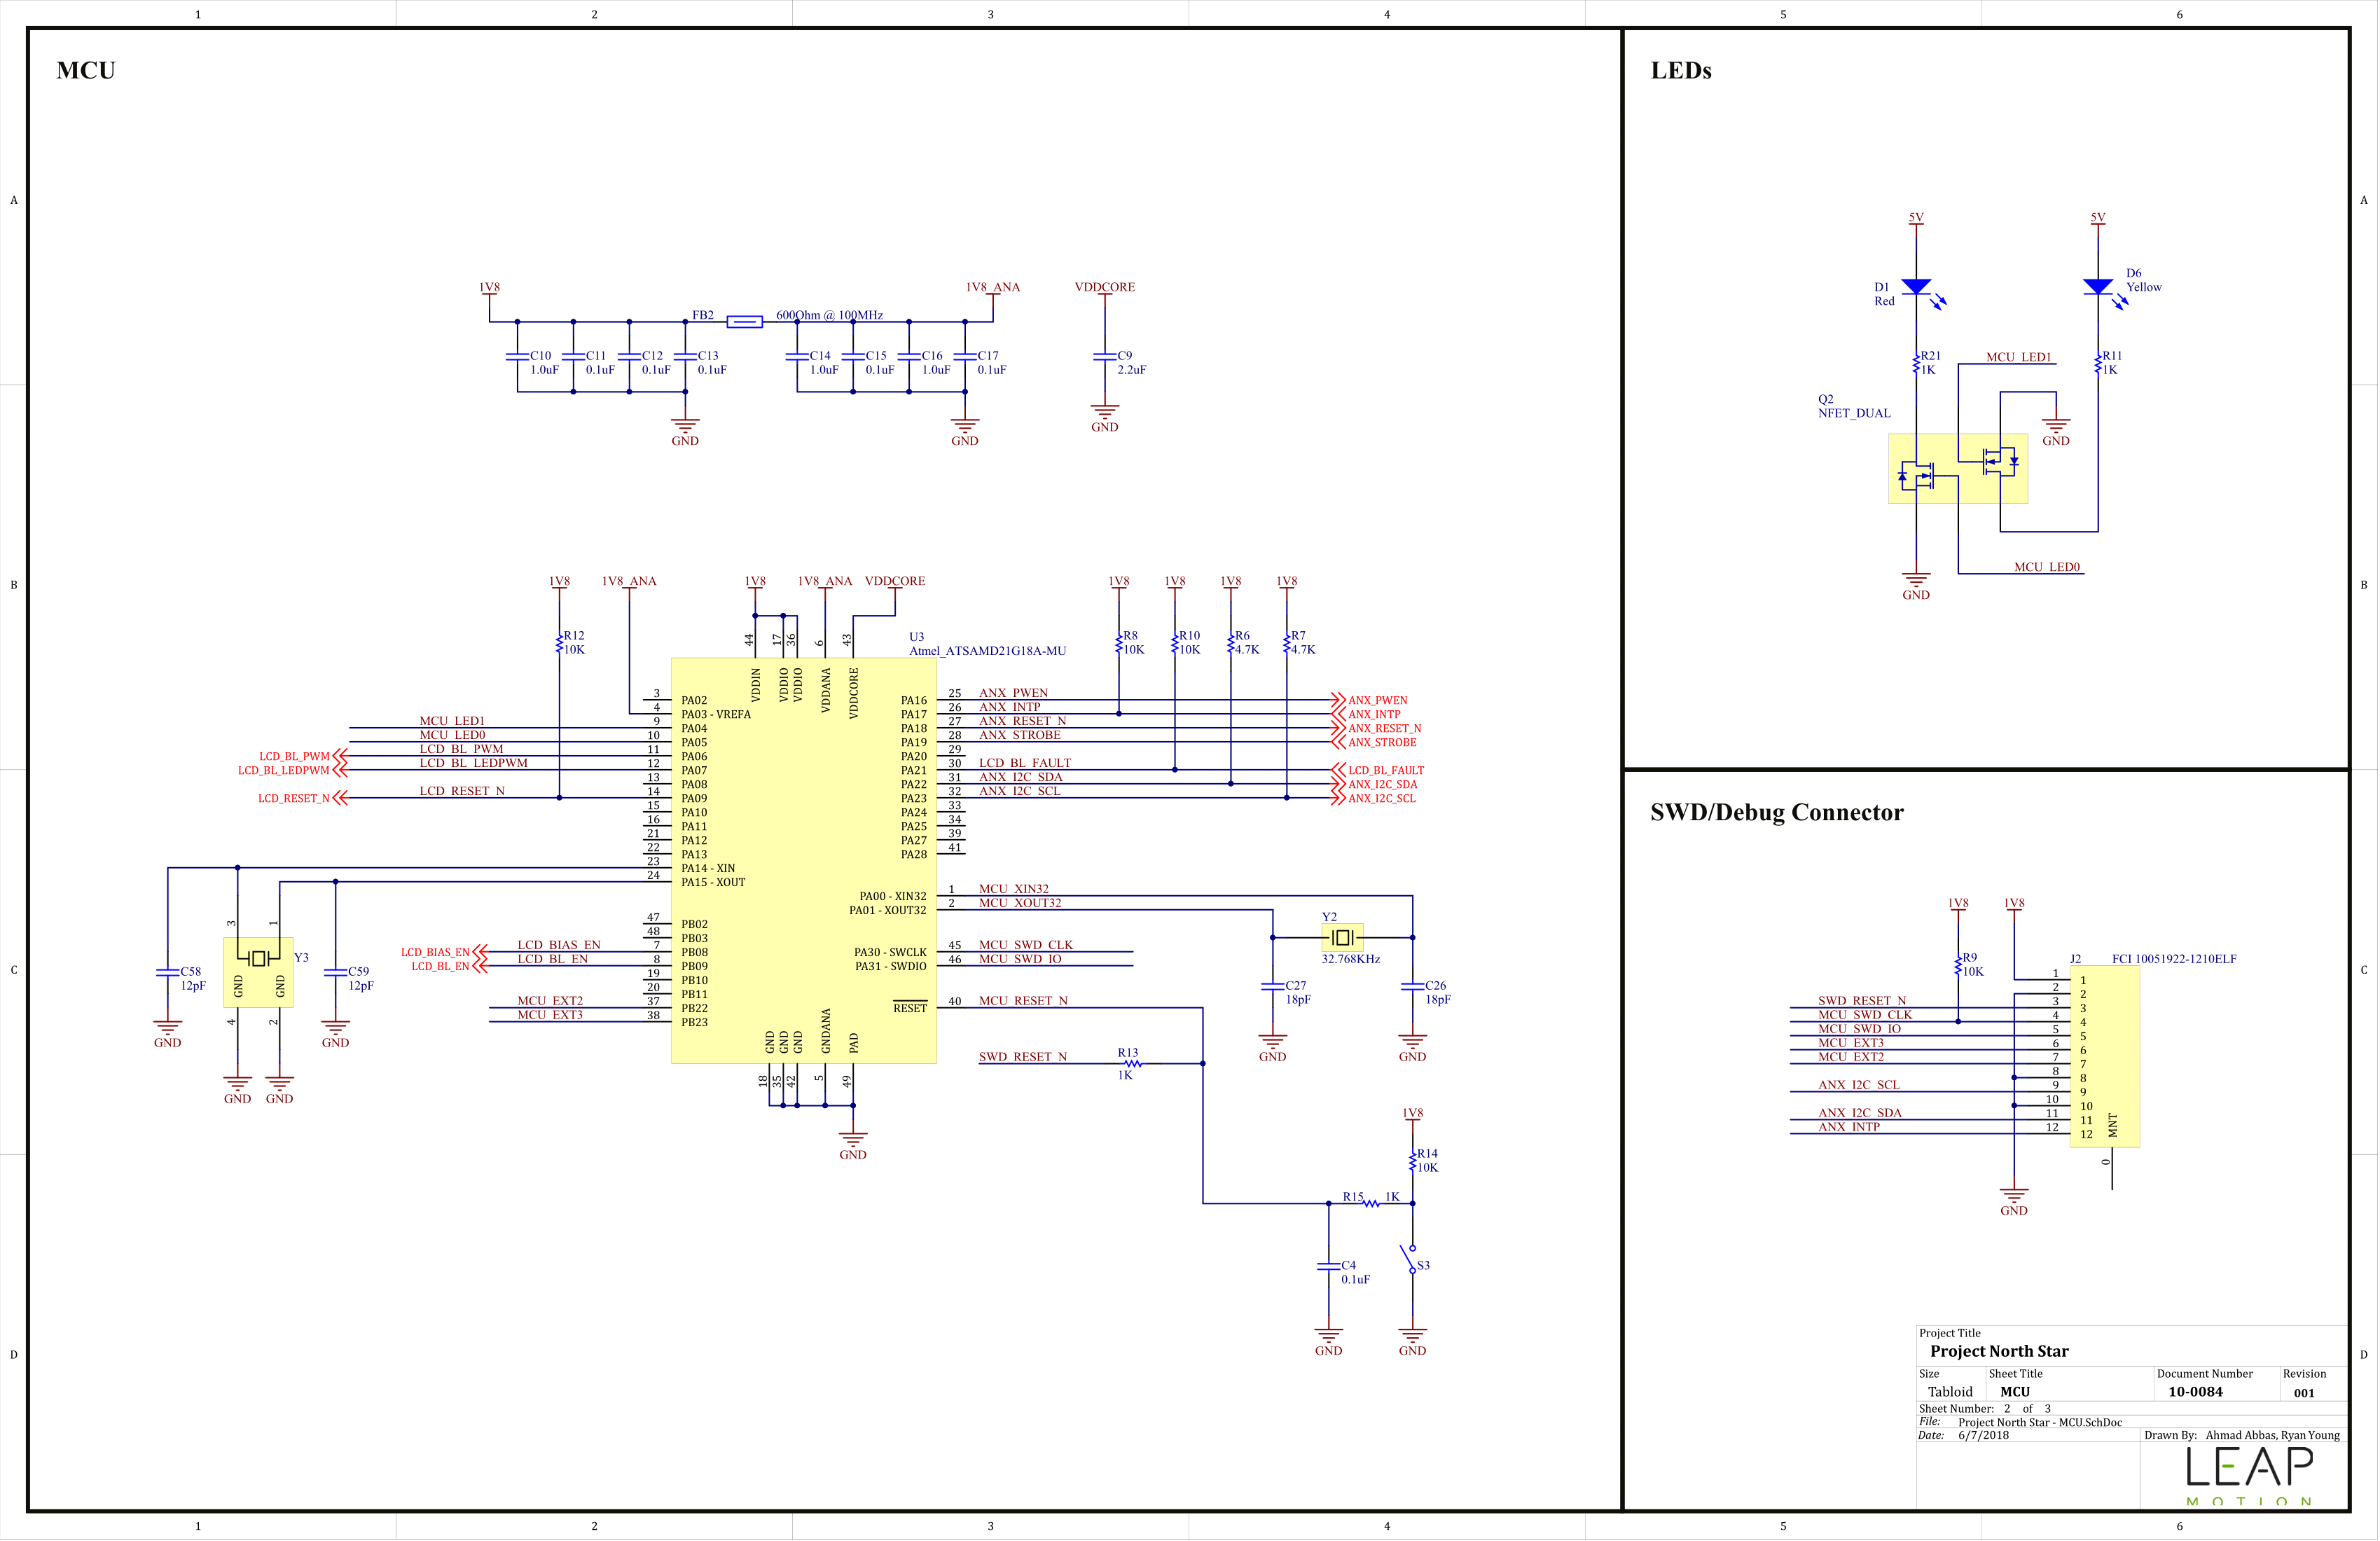 1 2 3 4 5 6
MCU
LEDs
A
A
1V8
1V8_ANA
VDDCORE
FB2
600Ohm @ 100MHz
C10
1.0uF
C11
0.1uF
C12
0.1uF
C13
0.1uF
C14
1.0uF
C15
0.1uF
C16
1.0uF
C17
0.1uF
C9
2.2uF
GND
GND
GND
5V
5V
D1
Red
D6
Yellow
R21
1K
MCU_LED1
R11
1K
Q2
NFET_DUAL
GND
MCU_LED0
GND
B
B
1V8
1V8_ANA
1V8
1V8_ANA
VDDCORE
1V8
1V8
1V8
1V8
R12
10K
44
17
36
6
43
U3
Atmel_ATSAMD21G18A-MU
R8
10K
R10
10K
R6
4.7K
R7
4.7K
VDDIN
VDDIO
VDDIO
VDDANA
VDDCORE
3 PA02
4 PA03 - VREFA
MCU_LED1 9 PA04
MCU_LED0 10 PA05
LCD_BL_PWM LCD_BL_PWM 11 PA06
LCD_BL_LEDPWM LCD_BL_LEDPWM 12 PA07
13 PA08
LCD_RESET_N LCD_RESET_N 14 PA09
15 PA10
16 PA11
21 PA12
22 PA13
23 PA14 - XIN
24 PA15 - XOUT
47 PB02
48 PB03
LCD_BIAS_EN LCD_BIAS_EN 7 PB08
LCD_BL_EN LCD_BL_EN 8 PB09
19 PB10
20 PB11
MCU_EXT2 37 PB22
MCU_EXT3 38 PB23
PA16 25 ANX_PWEN ANX_PWEN
PA17 26 ANX_INTP ANX_INTP
PA18 27 ANX_RESET_N ANX_RESET_N
PA19 28 ANX_STROBE ANX_STROBE
PA20 29
PA21 30 LCD_BL_FAULT LCD_BL_FAULT
PA22 31 ANX_I2C_SDA ANX_I2C_SDA
PA23 32 ANX_I2C_SCL ANX_I2C_SCL
PA24 33
PA25 34
PA27 39
PA28 41
PA00 - XIN32 1 MCU_XIN32
PA01 - XOUT32 2 MCU_XOUT32
PA30 - SWCLK 45 MCU_SWD_CLK
PA31 - SWDIO 46 MCU_SWD_IO
RESET 40 MCU_RESET_N
GND
GND
GND
GNDANA
PAD
18
35
42
5
49
GND
3
1
Y3
GND
GND
4
2
C58
12pF
C59
12pF
GND
GND
GND
GND
C
C
Y2
32.768KHz
C27
18pF
C26
18pF
GND
GND
SWD_RESET_N
R13
1K
1V8
R14
10K
R15 1K
C4
0.1uF
S3
GND
GND
SWD/Debug Connector
1V8
1V8
R9
10K
J2
FCI 10051922-1210ELF
1 1
2 2
SWD_RESET_N 3 3
MCU_SWD_CLK 4 4
MCU_SWD_IO 5 5
MCU_EXT3 6 6
MCU_EXT2 7 7
8 8
ANX_I2C_SCL 9 9
10 10
ANX_I2C_SDA 11 11
ANX_INTP 12 12
MNT
0
GND
D
D
Project Title
Project North Star
Size Sheet Title Document Number Revision
Tabloid MCU 10-0084 001
Sheet Number: 2 of 3
File: Project North Star - MCU.SchDoc
Date: 6/7/2018 Drawn By: Ahmad Abbas, Ryan Young
LEAP
MOTION
1 2 3 4 5 6